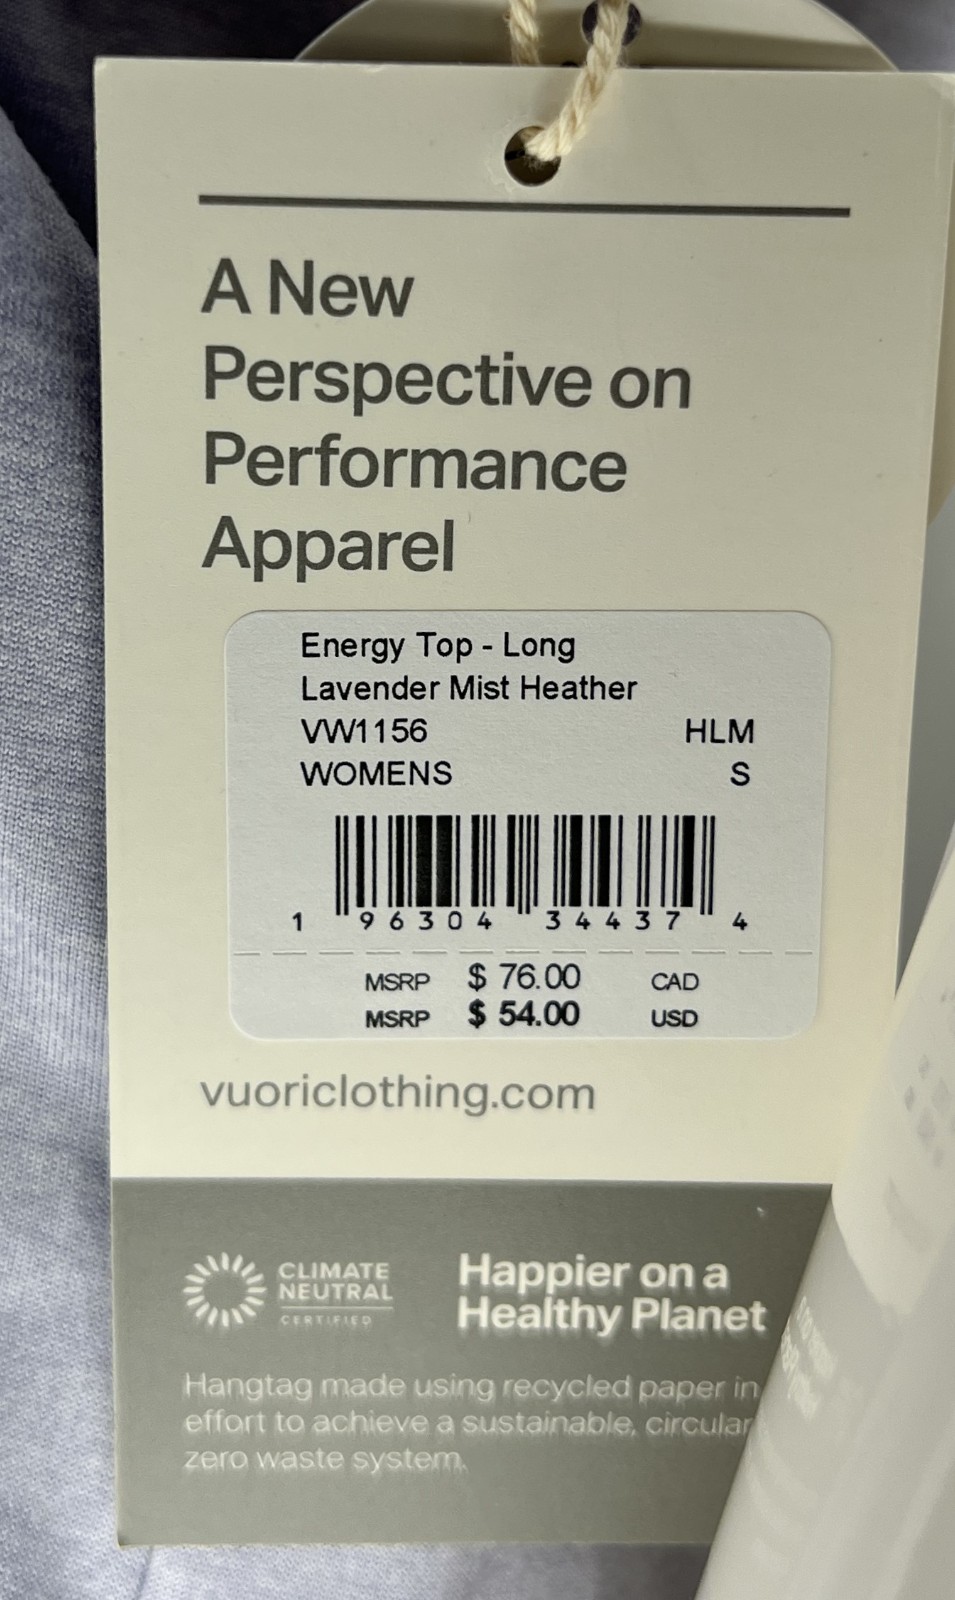 A New
Perspective on
Performance
Apparel
Energy Top - Long
Lavender Mist Heather
VW1156 HLM
WOMENS S
1 96304 34437 4
MSRP $ 76.00 CAD
MSRP $ 54.00 USD
vuoriclothing.com
CLIMATE
NEUTRAL
CERTIFIED
Happier on a
Healthy Planet
Hangtag made using recycled paper in
effort to achieve a sustainable, circular
zero waste system.